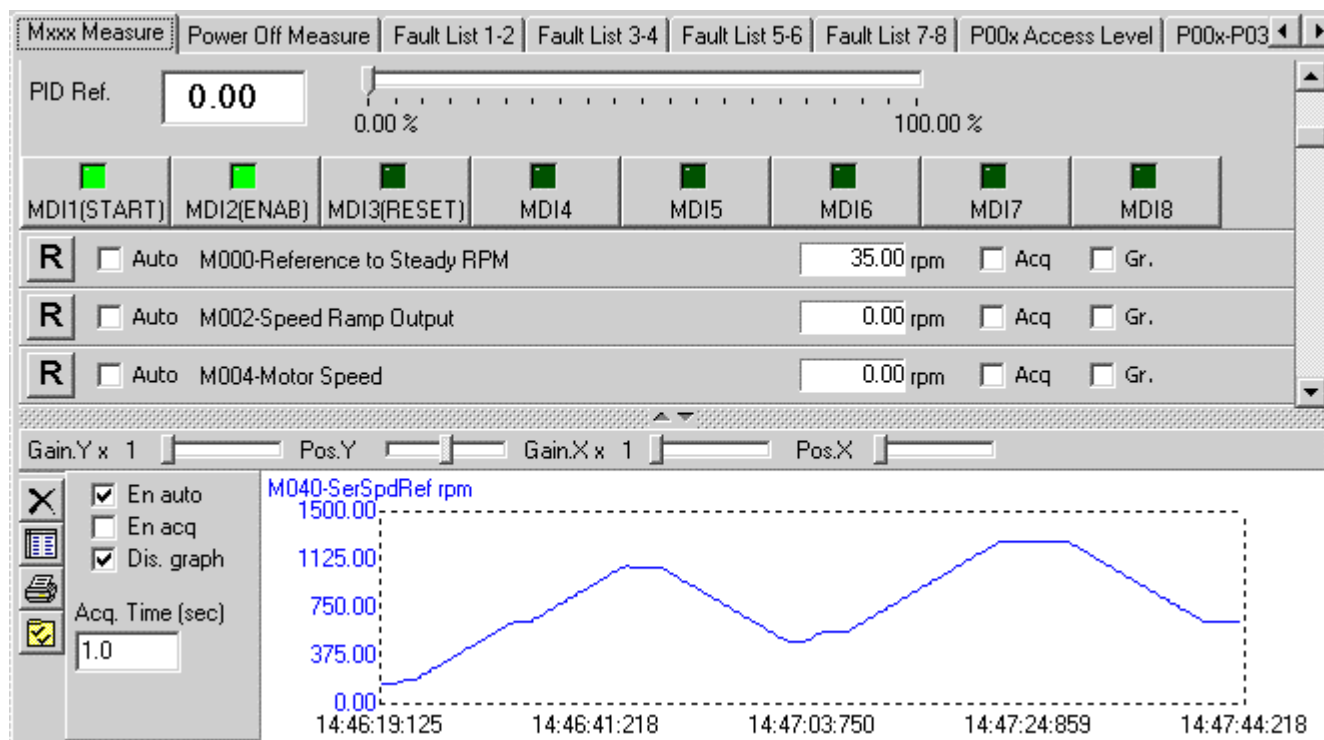 Mxxx Measure Power Off Measure Fault List 1-2 Fault List 3-4 Fault List 5-6 Fault List 7-8 P00x Access Level P00x-P03
PID Ref. 0.00
0.00 % 100.00 %
MDI1(START) MDI2(ENAB) MDI3(RESET) MDI4 MDI5 MDI6 MDI7 MDI8
R Auto M000-Reference to Steady RPM 35.00 rpm Acq Gr.
R Auto M002-Speed Ramp Output 0.00 rpm Acq Gr.
R Auto M004-Motor Speed 0.00 rpm Acq Gr.
Gain.Y x 1 Pos.Y Gain.X x 1 Pos.X
En auto
En acq
Dis. graph
Acq. Time (sec)
1.0
M040-SerSpdRef rpm
1500.00
1125.00
750.00
375.00
0.00
14:46:19:125 14:46:41:218 14:47:03:750 14:47:24:859 14:47:44:218